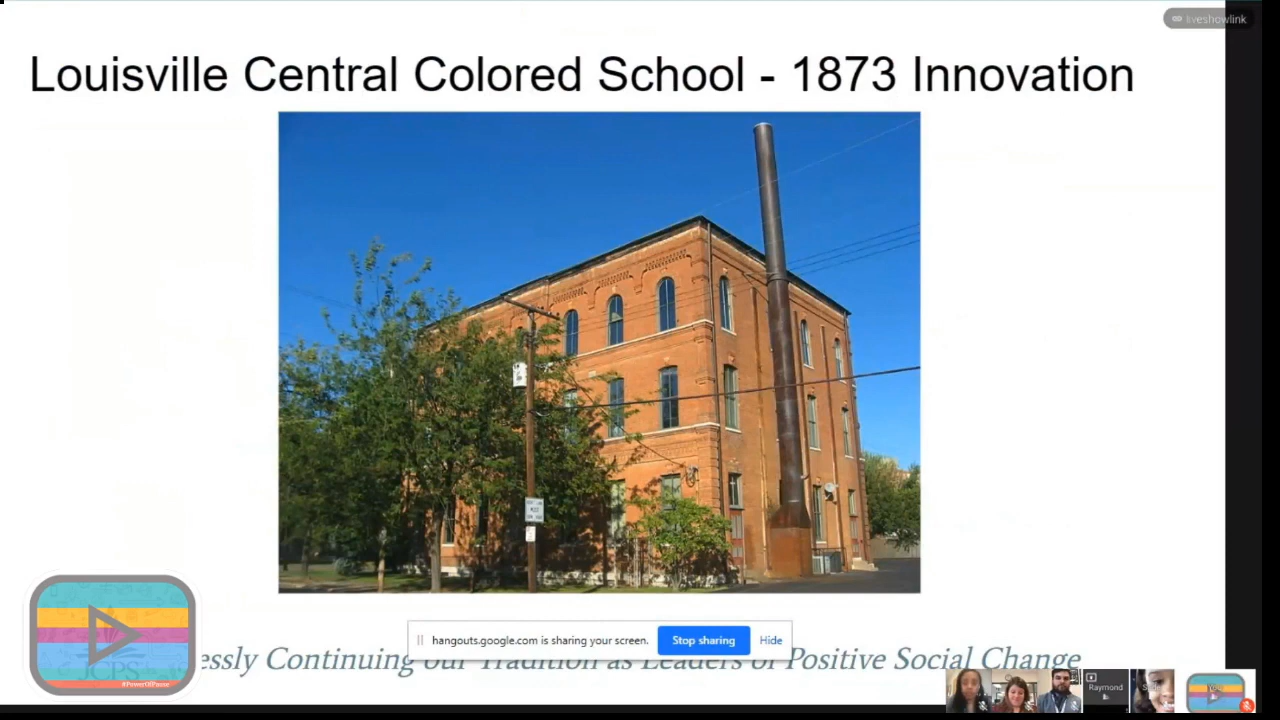 liveshowlink
Louisville Central Colored School - 1873 Innovation
hangouts.google.com is sharing your screen.
Stop sharing
Hide
essly Continuing our Tradition as Leaders of Positive Social Change
JCPS
#PowerOfPause
Raymond
You